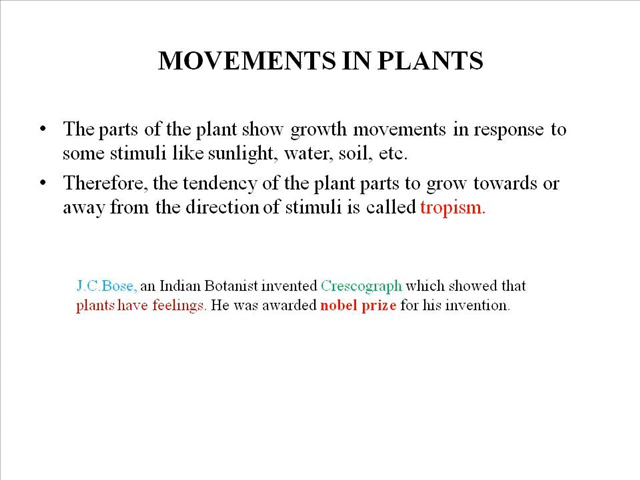 MOVEMENTS IN PLANTS
• The parts of the plant show growth movements in response to
some stimuli like sunlight, water, soil, etc.
• Therefore, the tendency of the plant parts to grow towards or
away from the direction of stimuli is called tropism.
J.C.Bose, an Indian Botanist invented Crescograph which showed that
plants have feelings. He was awarded nobel prize for his invention.